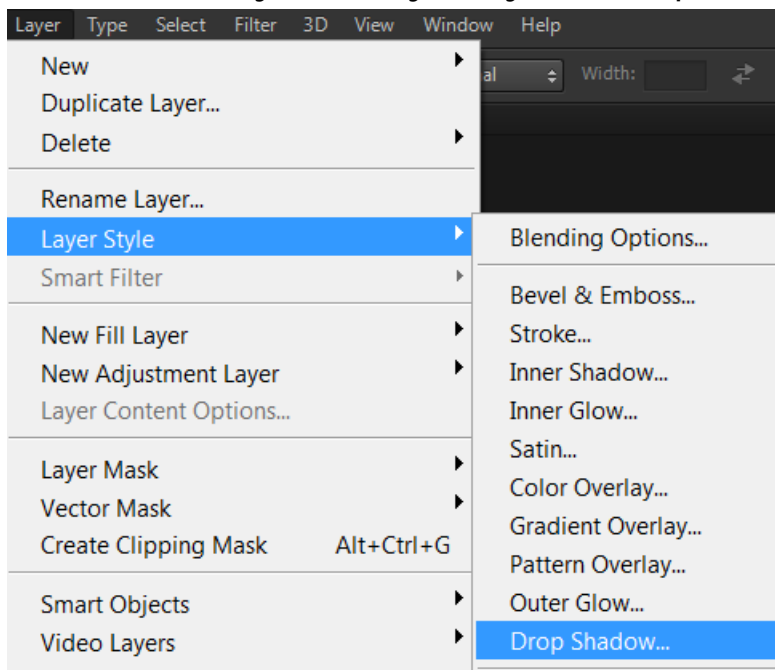 Layer Type Select Filter 3D View Window Help
al Width:
New
Duplicate Layer...
Delete
Rename Layer...
Layer Style
Smart Filter
New Fill Layer
New Adjustment Layer
Layer Content Options...
Layer Mask
Vector Mask
Create Clipping Mask Alt+Ctrl+G
Smart Objects
Video Layers
Blending Options...
Bevel & Emboss...
Stroke...
Inner Shadow...
Inner Glow...
Satin...
Color Overlay...
Gradient Overlay...
Pattern Overlay...
Outer Glow...
Drop Shadow...